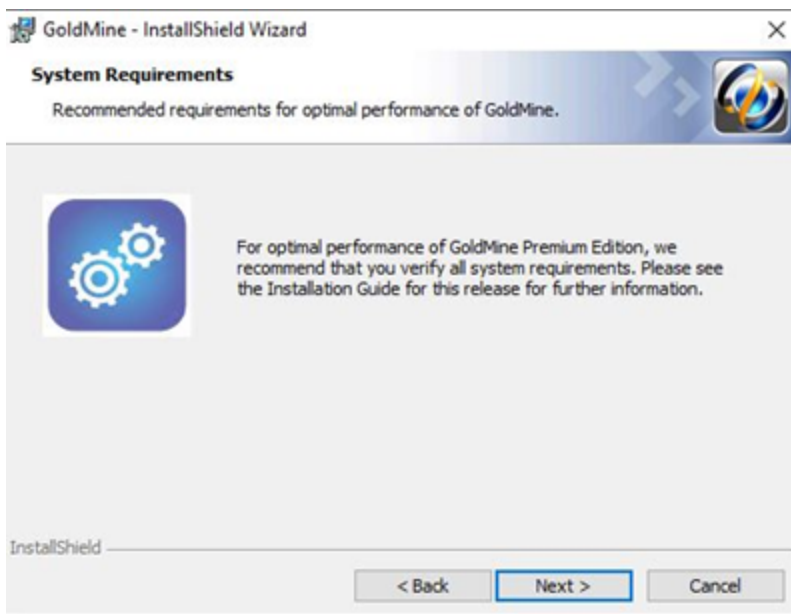 GoldMine - InstallShield Wizard
System Requirements
Recommended requirements for optimal performance of GoldMine.
For optimal performance of GoldMine Premium Edition, we
recommend that you verify all system requirements. Please see
the Installation Guide for this release for further information.
InstallShield
< Back Next > Cancel